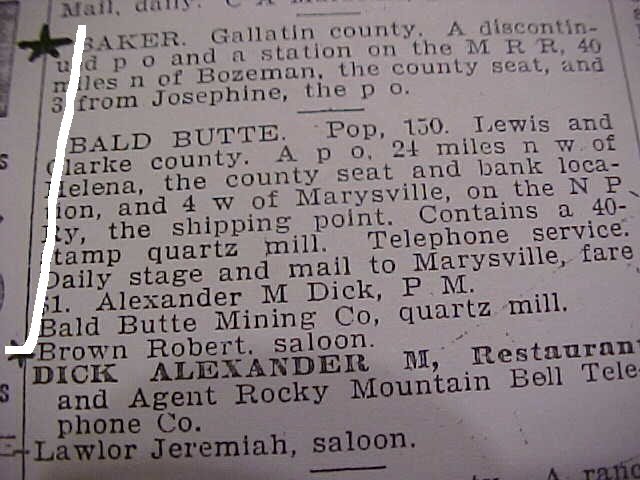 Mail, daily.
BAKER. Gallatin county. A discontin-
u d p o and a station on the M R R, 40
miles n of Bozeman, the county seat, and
3 from Josephine, the p o.
BALD BUTTE. Pop, 150. Lewis and
Clarke county. A p o, 24 miles n w of
Helena, the county seat and bank loca-
tion, and 4 w of Marysville, on the N P
Ry, the shipping point. Contains a 40-
stamp quartz mill. Telephone service.
Daily stage and mail to Marysville, fare
$1. Alexander M Dick, P M.
Bald Butte Mining Co, quartz mill.
Brown Robert, saloon.
DICK ALEXANDER M, Restaurant
and Agent Rocky Mountain Bell Tele-
phone Co.
Lawlor Jeremiah, saloon.